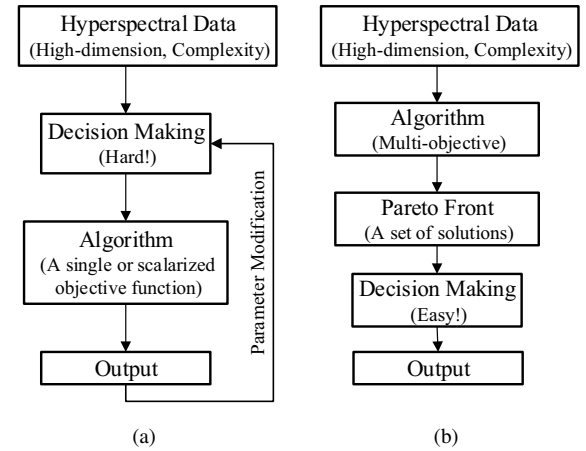 Hyperspectral Data
(High-dimension, Complexity)
Decision Making
(Hard!)
Algorithm
(A single or scalarized
objective function)
Output
Parameter Modification
(a)
Hyperspectral Data
(High-dimension, Complexity)
Algorithm
(Multi-objective)
Pareto Front
(A set of solutions)
Decision Making
(Easy!)
Output
(b)